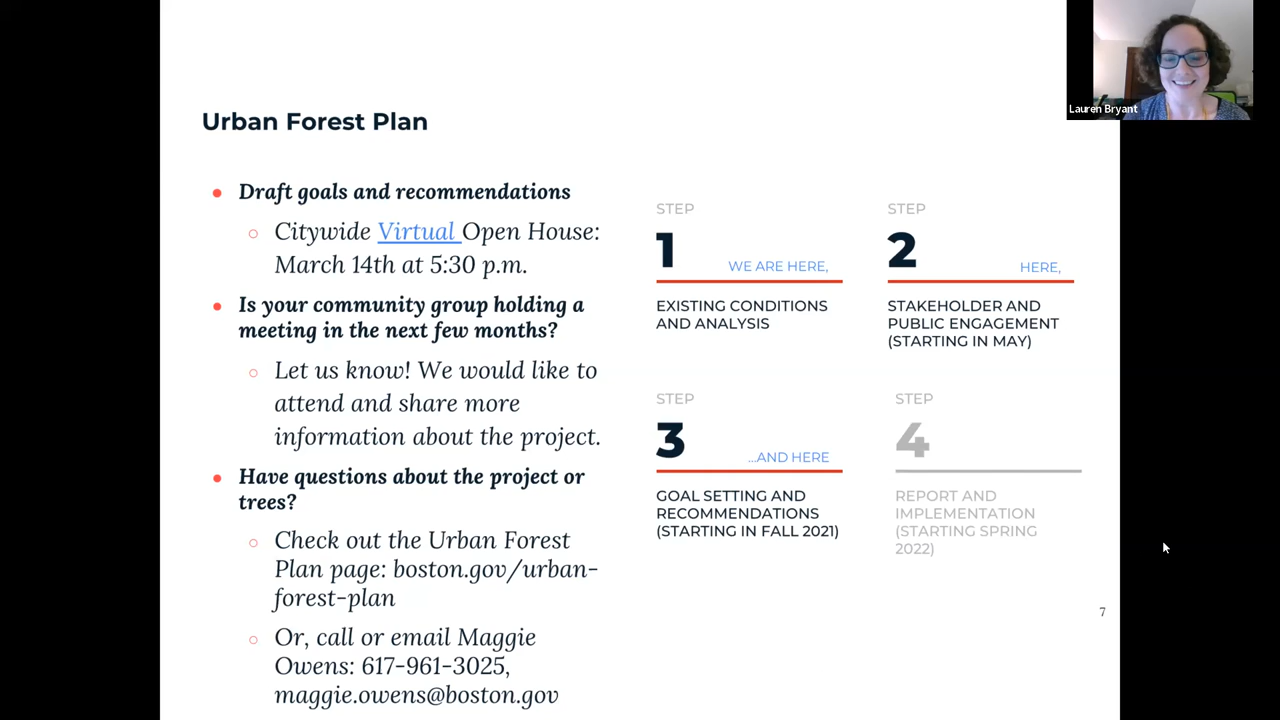 Lauren Bryant
Urban Forest Plan
Draft goals and recommendations
Citywide Virtual Open House:
March 14th at 5:30 p.m.
Is your community group holding a
meeting in the next few months?
Let us know! We would like to
attend and share more
information about the project.
Have questions about the project or
trees?
Check out the Urban Forest
Plan page: boston.gov/urban-
forest-plan
Or, call or email Maggie
Owens: 617-961-3025,
maggie.owens@boston.gov
STEP
1
WE ARE HERE,
EXISTING CONDITIONS
AND ANALYSIS
STEP
2
HERE,
STAKEHOLDER AND
PUBLIC ENGAGEMENT
(STARTING IN MAY)
STEP
3
...AND HERE
GOAL SETTING AND
RECOMMENDATIONS
(STARTING IN FALL 2021)
STEP
4
REPORT AND
IMPLEMENTATION
(STARTING SPRING
2022)
7